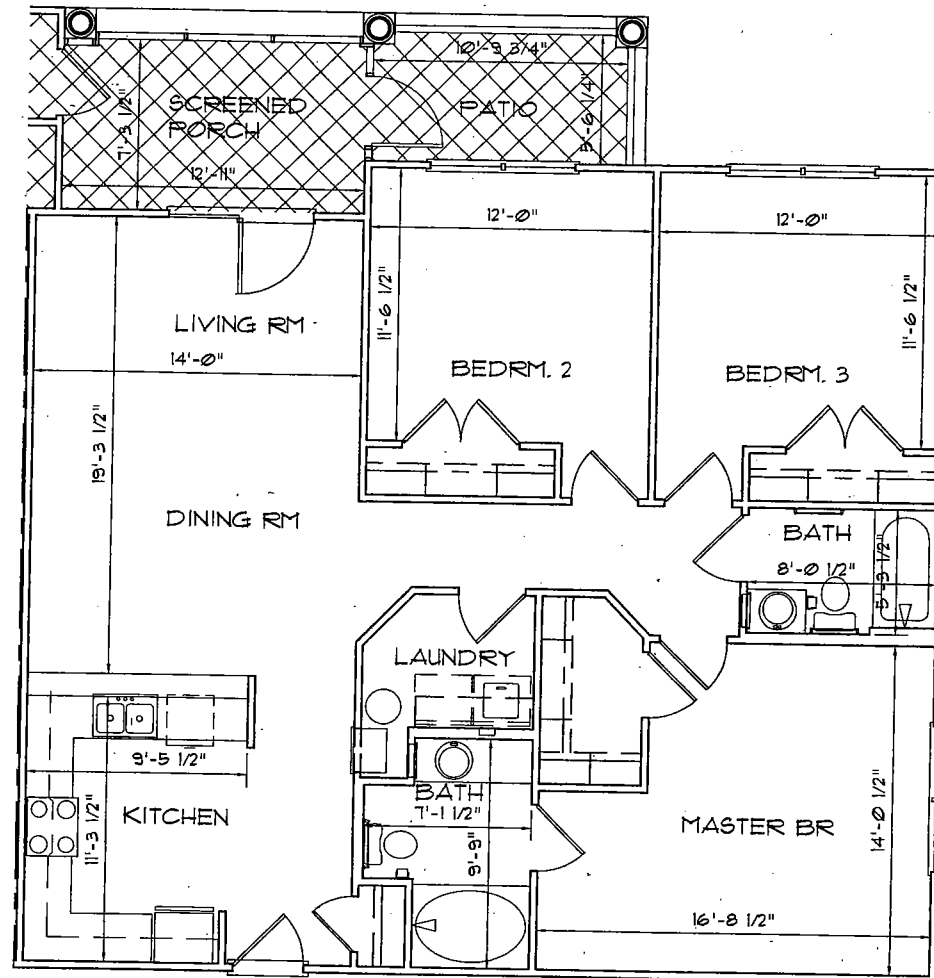 10'-9 3/4"
SCREENED
PORCH
PATIO
7'-3 1/2"
5'-6 1/4"
12'-11"
12'-0"
12'-0"
11'-6 1/2"
11'-6 1/2"
LIVING RM
14'-0"
BEDRM. 2
BEDRM. 3
19'-3 1/2"
DINING RM
BATH
8'-0 1/2"
5'-3 1/2"
LAUNDRY
9'-5 1/2"
BATH
7'-1 1/2"
KITCHEN
11'-3 1/2"
9'-9"
MASTER BR
14'-0 1/2"
16'-8 1/2"